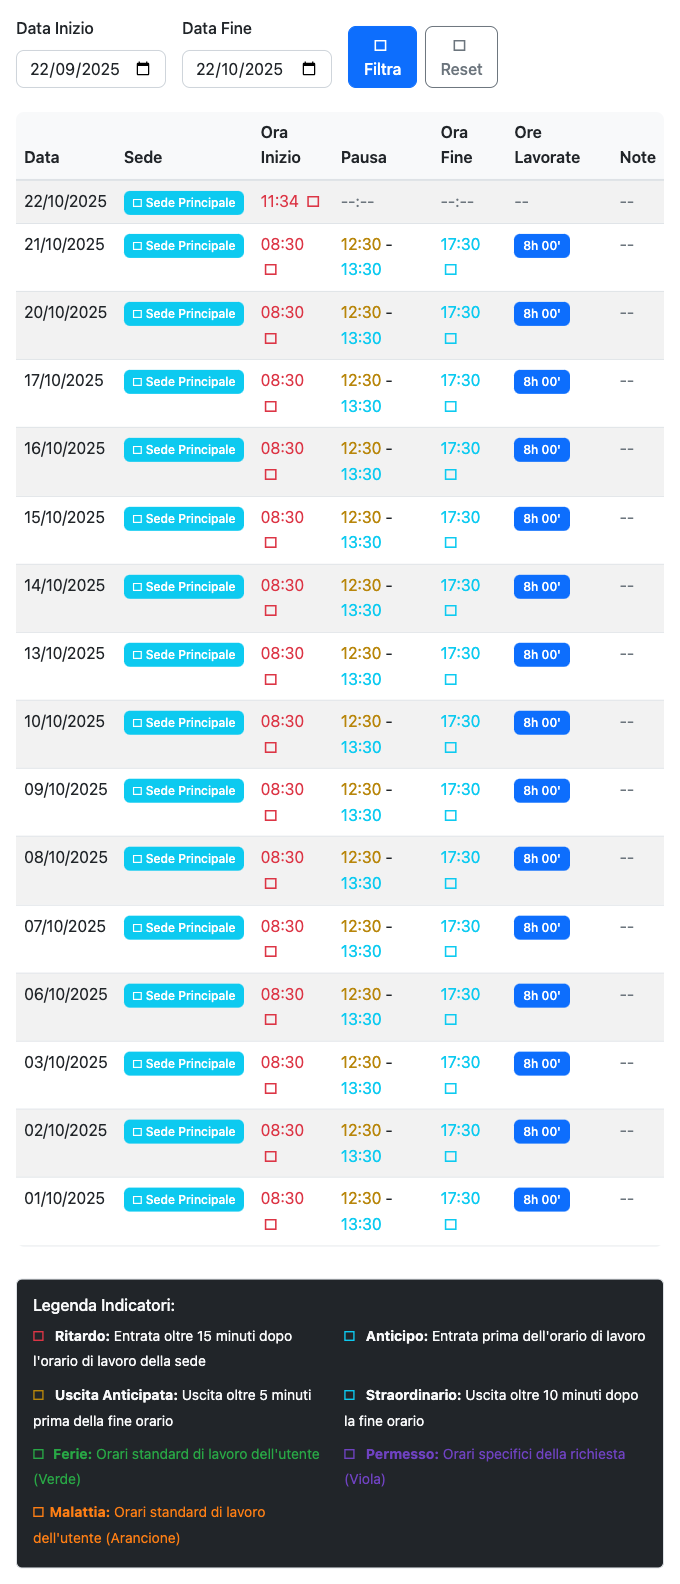 Data Inizio
Data Fine
22/09/2025
22/10/2025
Filtra
Reset
Data Sede Ora Inizio Pausa Ora Fine Ore Lavorate Note
22/10/2025 Sede Principale 11:34 --:-- --:-- -- --
21/10/2025 Sede Principale 08:30 12:30 - 13:30 17:30 8h 00' --
20/10/2025 Sede Principale 08:30 12:30 - 13:30 17:30 8h 00' --
17/10/2025 Sede Principale 08:30 12:30 - 13:30 17:30 8h 00' --
16/10/2025 Sede Principale 08:30 12:30 - 13:30 17:30 8h 00' --
15/10/2025 Sede Principale 08:30 12:30 - 13:30 17:30 8h 00' --
14/10/2025 Sede Principale 08:30 12:30 - 13:30 17:30 8h 00' --
13/10/2025 Sede Principale 08:30 12:30 - 13:30 17:30 8h 00' --
10/10/2025 Sede Principale 08:30 12:30 - 13:30 17:30 8h 00' --
09/10/2025 Sede Principale 08:30 12:30 - 13:30 17:30 8h 00' --
08/10/2025 Sede Principale 08:30 12:30 - 13:30 17:30 8h 00' --
07/10/2025 Sede Principale 08:30 12:30 - 13:30 17:30 8h 00' --
06/10/2025 Sede Principale 08:30 12:30 - 13:30 17:30 8h 00' --
03/10/2025 Sede Principale 08:30 12:30 - 13:30 17:30 8h 00' --
02/10/2025 Sede Principale 08:30 12:30 - 13:30 17:30 8h 00' --
01/10/2025 Sede Principale 08:30 12:30 - 13:30 17:30 8h 00' --
Legenda Indicatori:
Ritardo: Entrata oltre 15 minuti dopo
l'orario di lavoro della sede
Anticipo: Entrata prima dell'orario di lavoro
Uscita Anticipata: Uscita oltre 5 minuti
prima della fine orario
Straordinario: Uscita oltre 10 minuti dopo
la fine orario
Ferie: Orari standard di lavoro dell'utente
(Verde)
Permesso: Orari specifici della richiesta
(Viola)
Malattia: Orari standard di lavoro
dell'utente (Arancione)